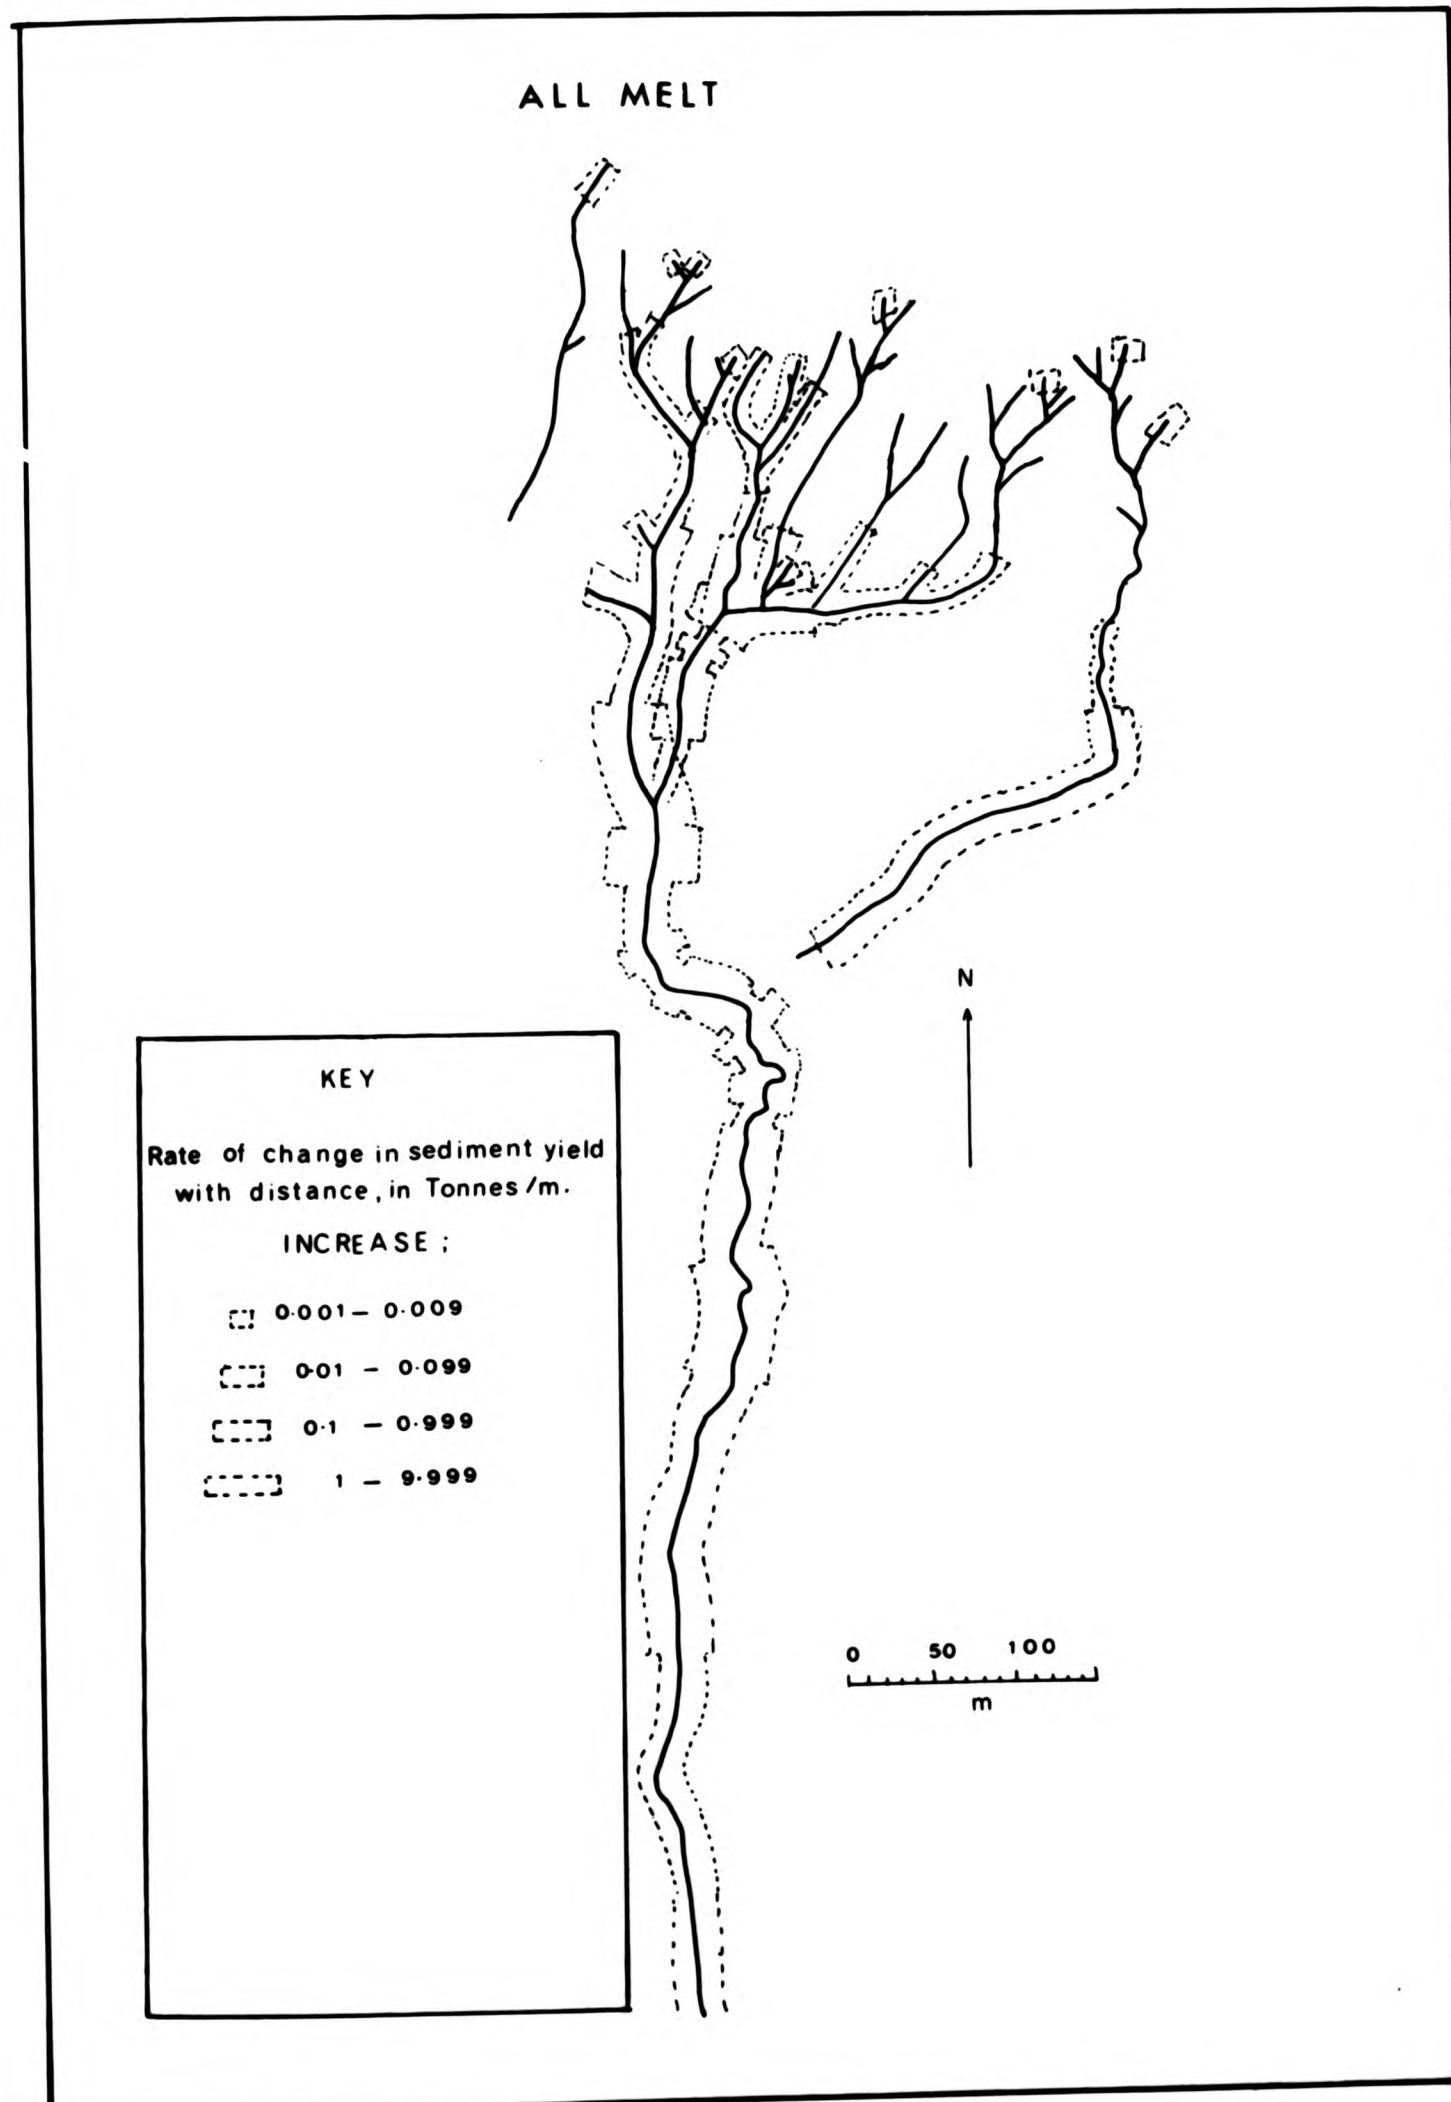 ALL MELT
N
KEY
Rate of change in sediment yield
with distance, in Tonnes/m.
INCREASE ;
0·001 – 0·009
0·01 – 0·099
0·1 – 0·999
1 – 9·999
0 50 100
m